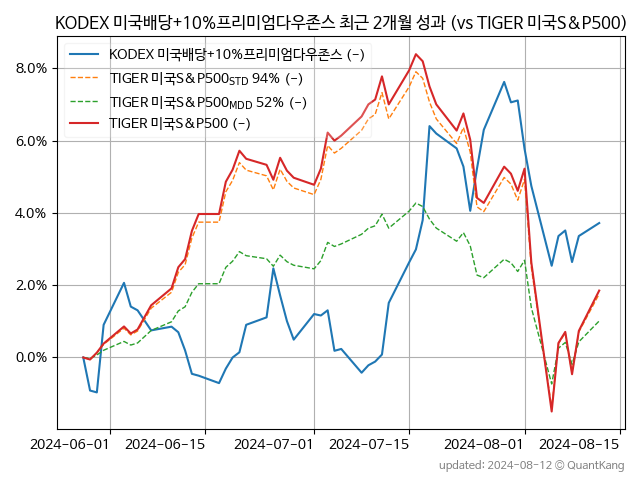 KODEX 미국배당+10%프리미엄다우존스 최근 2개월 성과 (vs TIGER 미국S&P500)
KODEX 미국배당+10%프리미엄다우존스 (-)
TIGER 미국S&P500STD 94% (-)
TIGER 미국S&P500MDD 52% (-)
TIGER 미국S&P500 (-)
8.0%
6.0%
4.0%
2.0%
0.0%
2024-06-01 2024-06-15 2024-07-01 2024-07-15 2024-08-01 2024-08-15
updated: 2024-08-12 © QuantKang